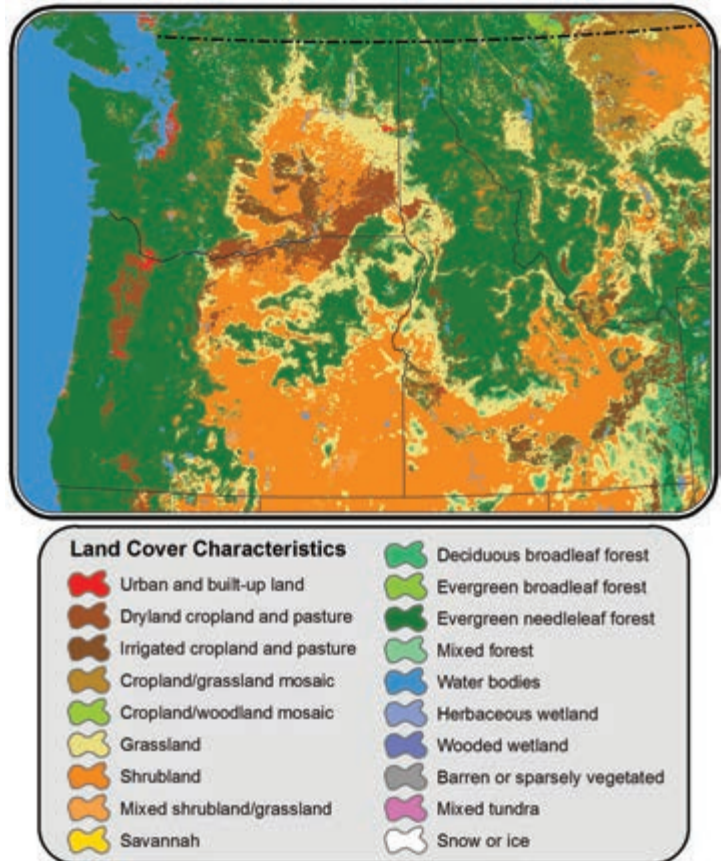 Land Cover Characteristics
Urban and built-up land
Dryland cropland and pasture
Irrigated cropland and pasture
Cropland/grassland mosaic
Cropland/woodland mosaic
Grassland
Shrubland
Mixed shrubland/grassland
Savannah
Deciduous broadleaf forest
Evergreen broadleaf forest
Evergreen needleleaf forest
Mixed forest
Water bodies
Herbaceous wetland
Wooded wetland
Barren or sparsely vegetated
Mixed tundra
Snow or ice